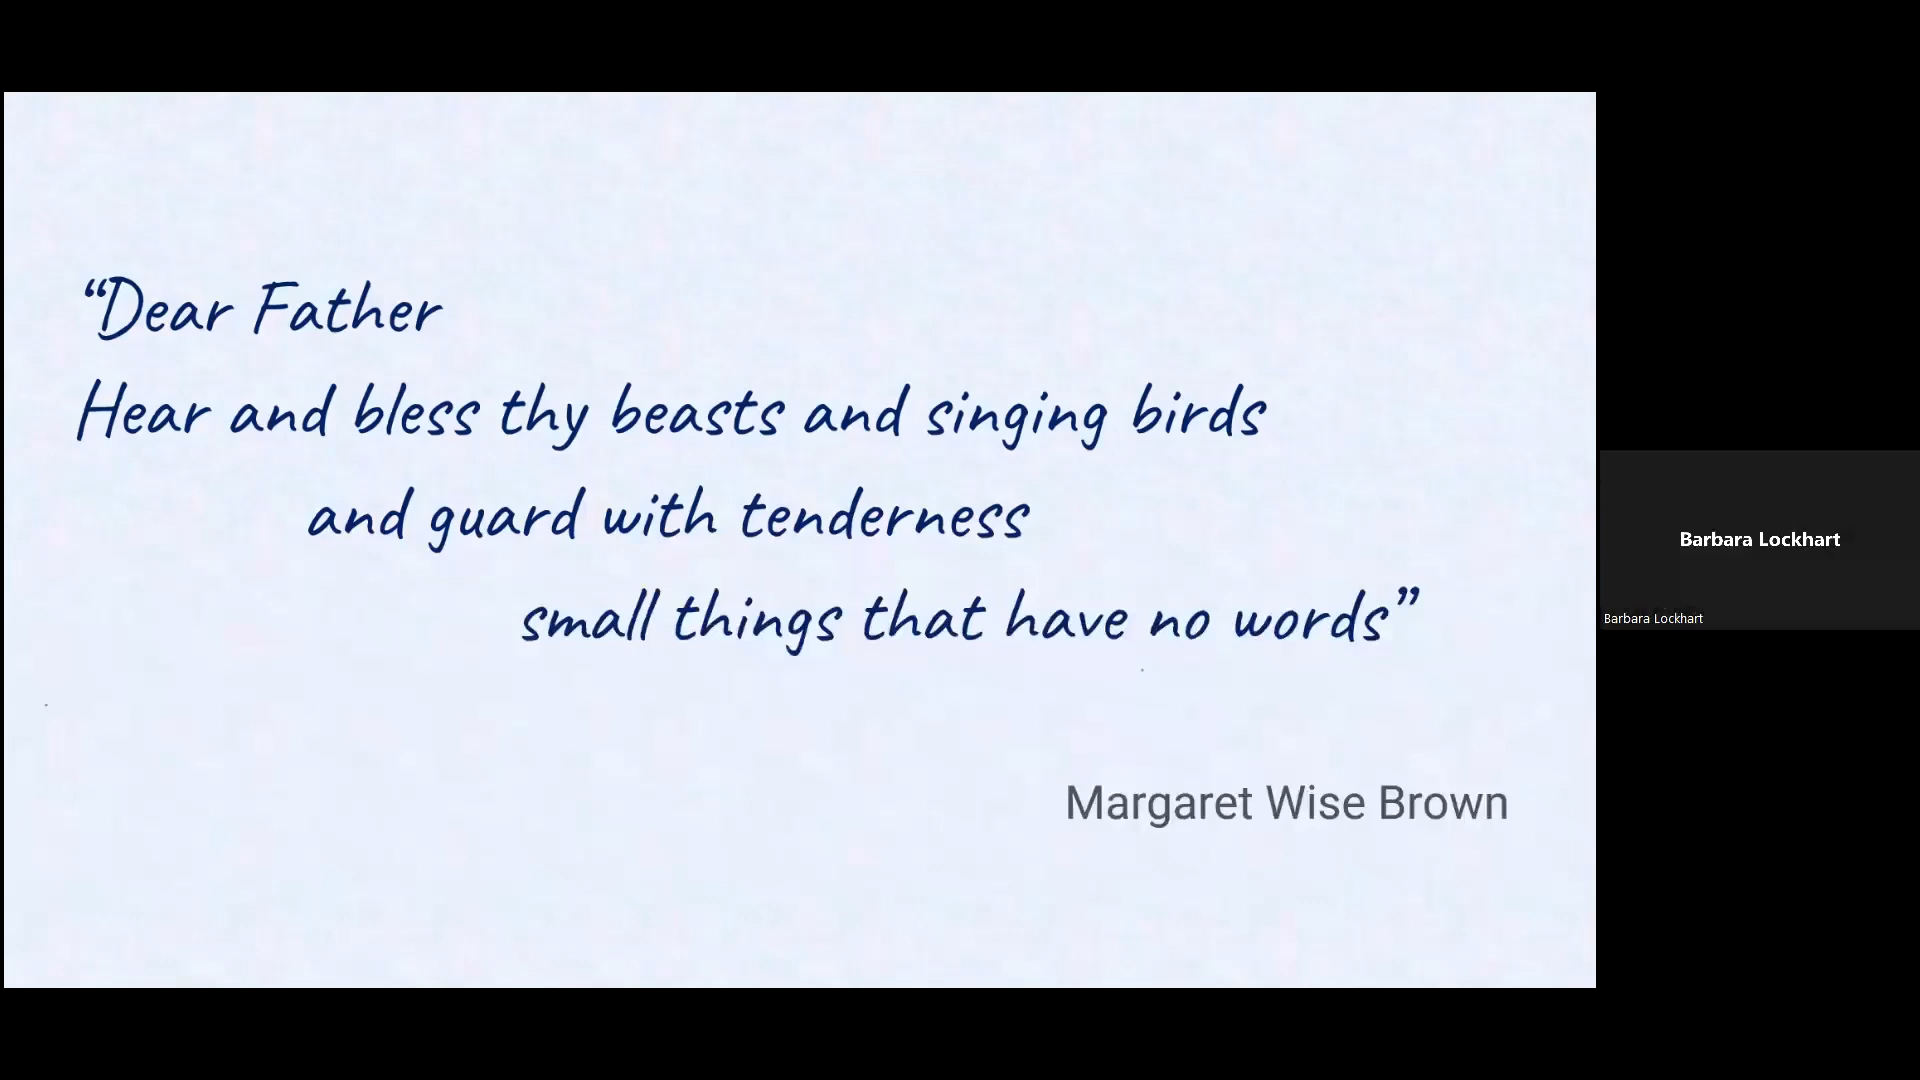 “Dear Father
Hear and bless thy beasts and singing birds
and guard with tenderness
small things that have no words”
Margaret Wise Brown
Barbara Lockhart
Barbara Lockhart